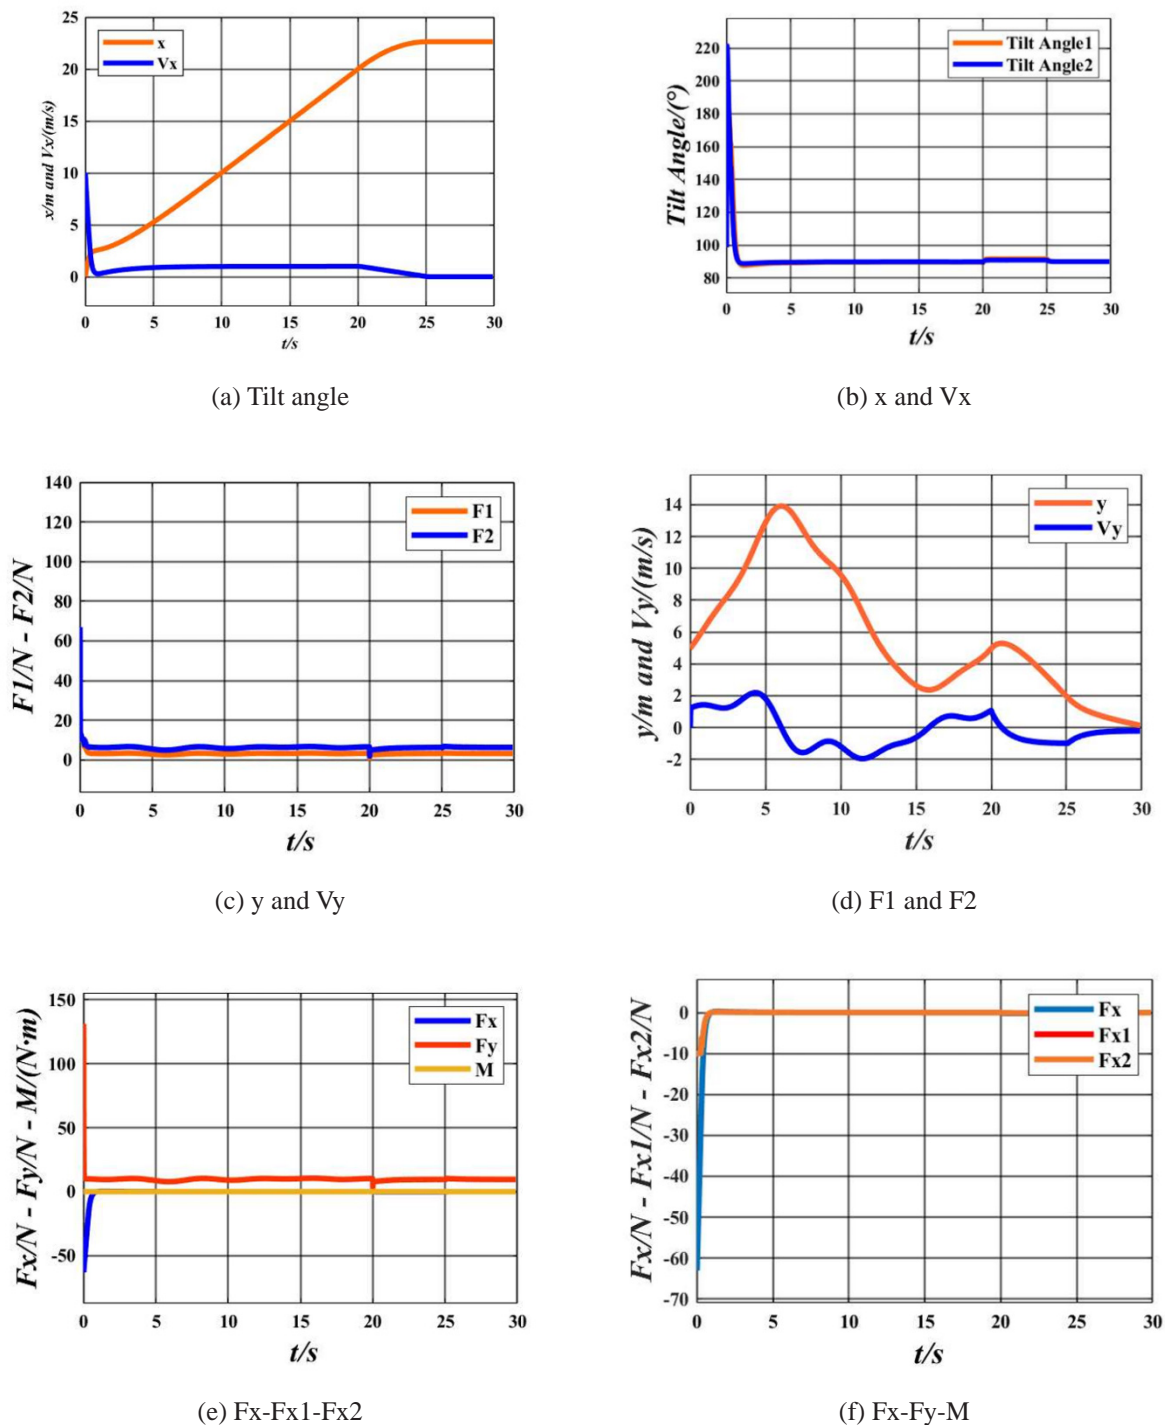 x/m and Vx/(m/s)
25
20
15
10
5
0
x
Vx
0 5 10 15 20 25 30
t/s
(a) Tilt angle
Tilt Angle/(°)
220
200
180
160
140
120
100
80
Tilt Angle1
Tilt Angle2
0 5 10 15 20 25 30
t/s
(b) x and Vx
F1/N - F2/N
140
120
100
80
60
40
20
0
F1
F2
0 5 10 15 20 25 30
t/s
(c) y and Vy
y/m and Vy/(m/s)
14
12
10
8
6
4
2
0
-2
y
Vy
0 5 10 15 20 25 30
t/s
(d) F1 and F2
Fx/N - Fy/N - M/(N·m)
150
100
50
0
-50
Fx
Fy
M
0 5 10 15 20 25 30
t/s
(e) Fx-Fx1-Fx2
Fx/N - Fx1/N - Fx2/N
0
-10
-20
-30
-40
-50
-60
-70
Fx
Fx1
Fx2
0 5 10 15 20 25 30
t/s
(f) Fx-Fy-M